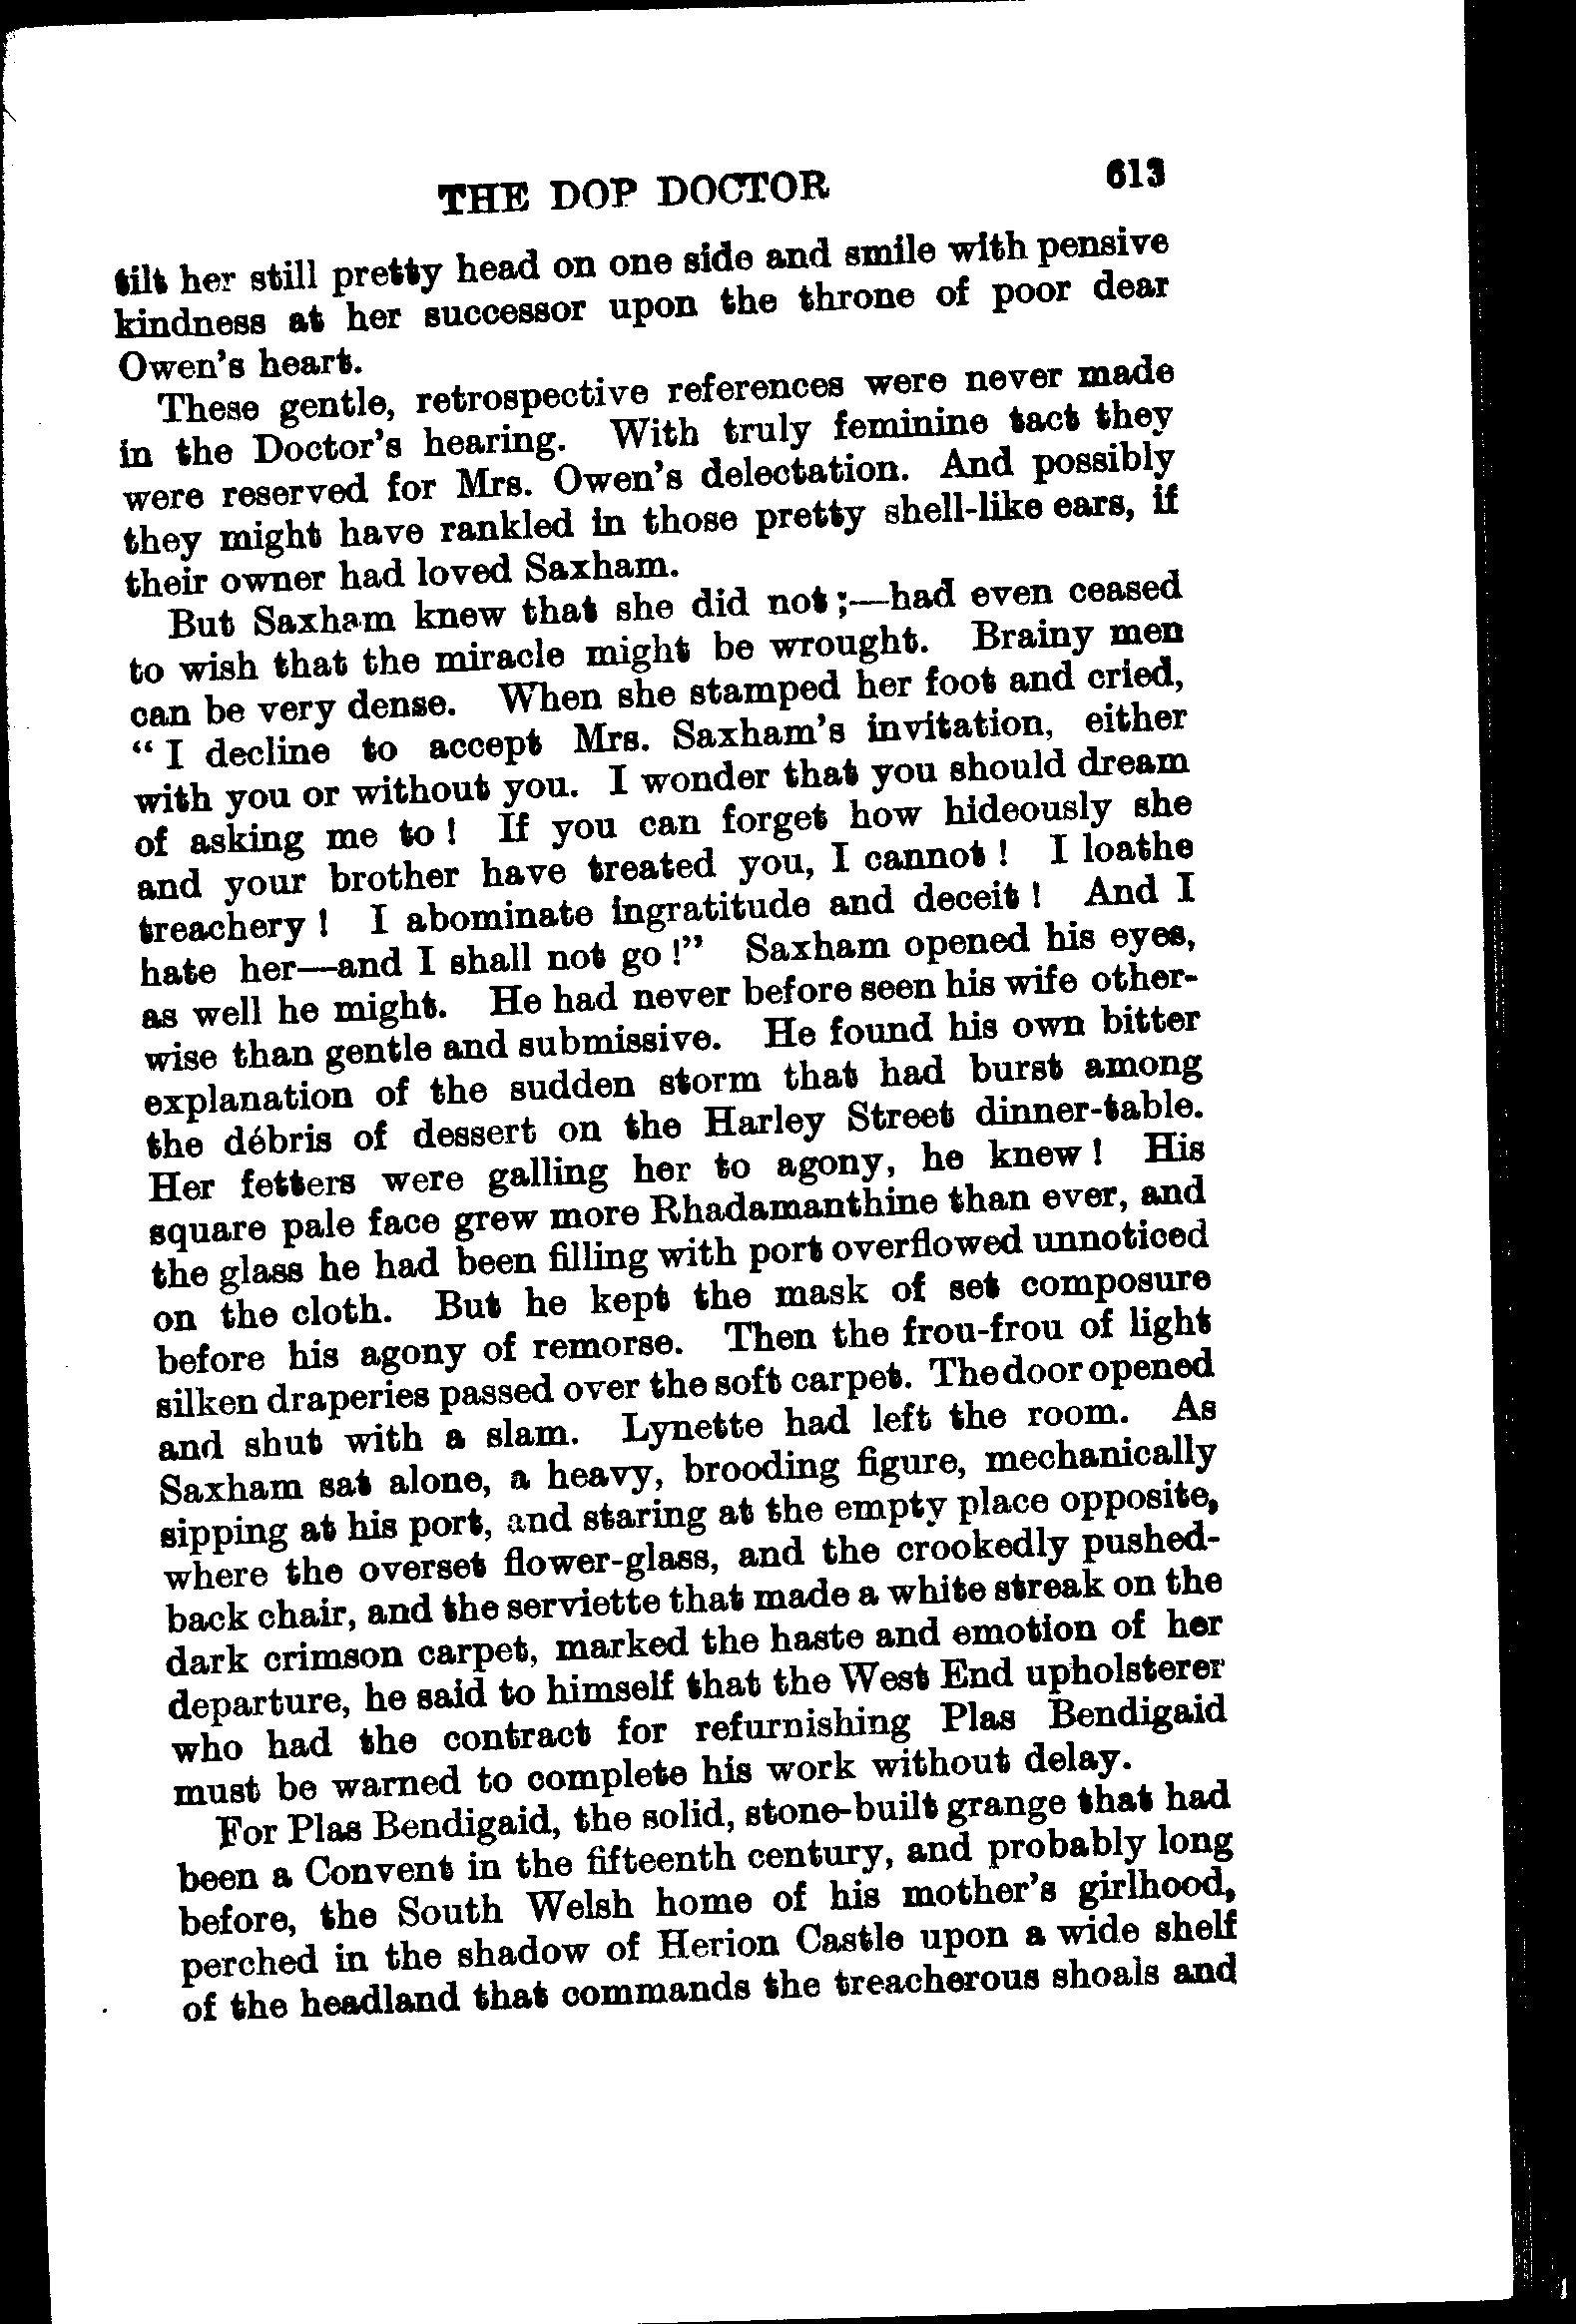 THE DOP DOCTOR 613
tilt her still pretty head on one side and smile with pensive
kindness at her successor upon the throne of poor dear
Owen's heart.
These gentle, retrospective references were never made
in the Doctor's hearing. With truly feminine tact they
were reserved for Mrs. Owen's delectation. And possibly
they might have rankled in those pretty shell-like ears, if
their owner had loved Saxham.
But Saxham knew that she did not;—had even ceased
to wish that the miracle might be wrought. Brainy men
can be very dense. When she stamped her foot and cried,
“I decline to accept Mrs. Saxham's invitation, either
with you or without you. I wonder that you should dream
of asking me to! If you can forget how hideously she
and your brother have treated you, I cannot! I loathe
treachery! I abominate ingratitude and deceit! And I
hate her—and I shall not go!” Saxham opened his eyes,
as well he might. He had never before seen his wife other-
wise than gentle and submissive. He found his own bitter
explanation of the sudden storm that had burst among
the débris of dessert on the Harley Street dinner-table.
Her fetters were galling her to agony, he knew! His
square pale face grew more Rhadamanthine than ever, and
the glass he had been filling with port overflowed unnoticed
on the cloth. But he kept the mask of set composure
before his agony of remorse. Then the frou-frou of light
silken draperies passed over the soft carpet. The door opened
and shut with a slam. Lynette had left the room. As
Saxham sat alone, a heavy, brooding figure, mechanically
sipping at his port, and staring at the empty place opposite,
where the overset flower-glass, and the crookedly pushed-
back chair, and the serviette that made a white streak on the
dark crimson carpet, marked the haste and emotion of her
departure, he said to himself that the West End upholsterer
who had the contract for refurnishing Plas Bendigaid
must be warned to complete his work without delay.
For Plas Bendigaid, the solid, stone-built grange that had
been a Convent in the fifteenth century, and probably long
before, the South Welsh home of his mother's girlhood,
perched in the shadow of Herion Castle upon a wide shelf
of the headland that commands the treacherous shoals and